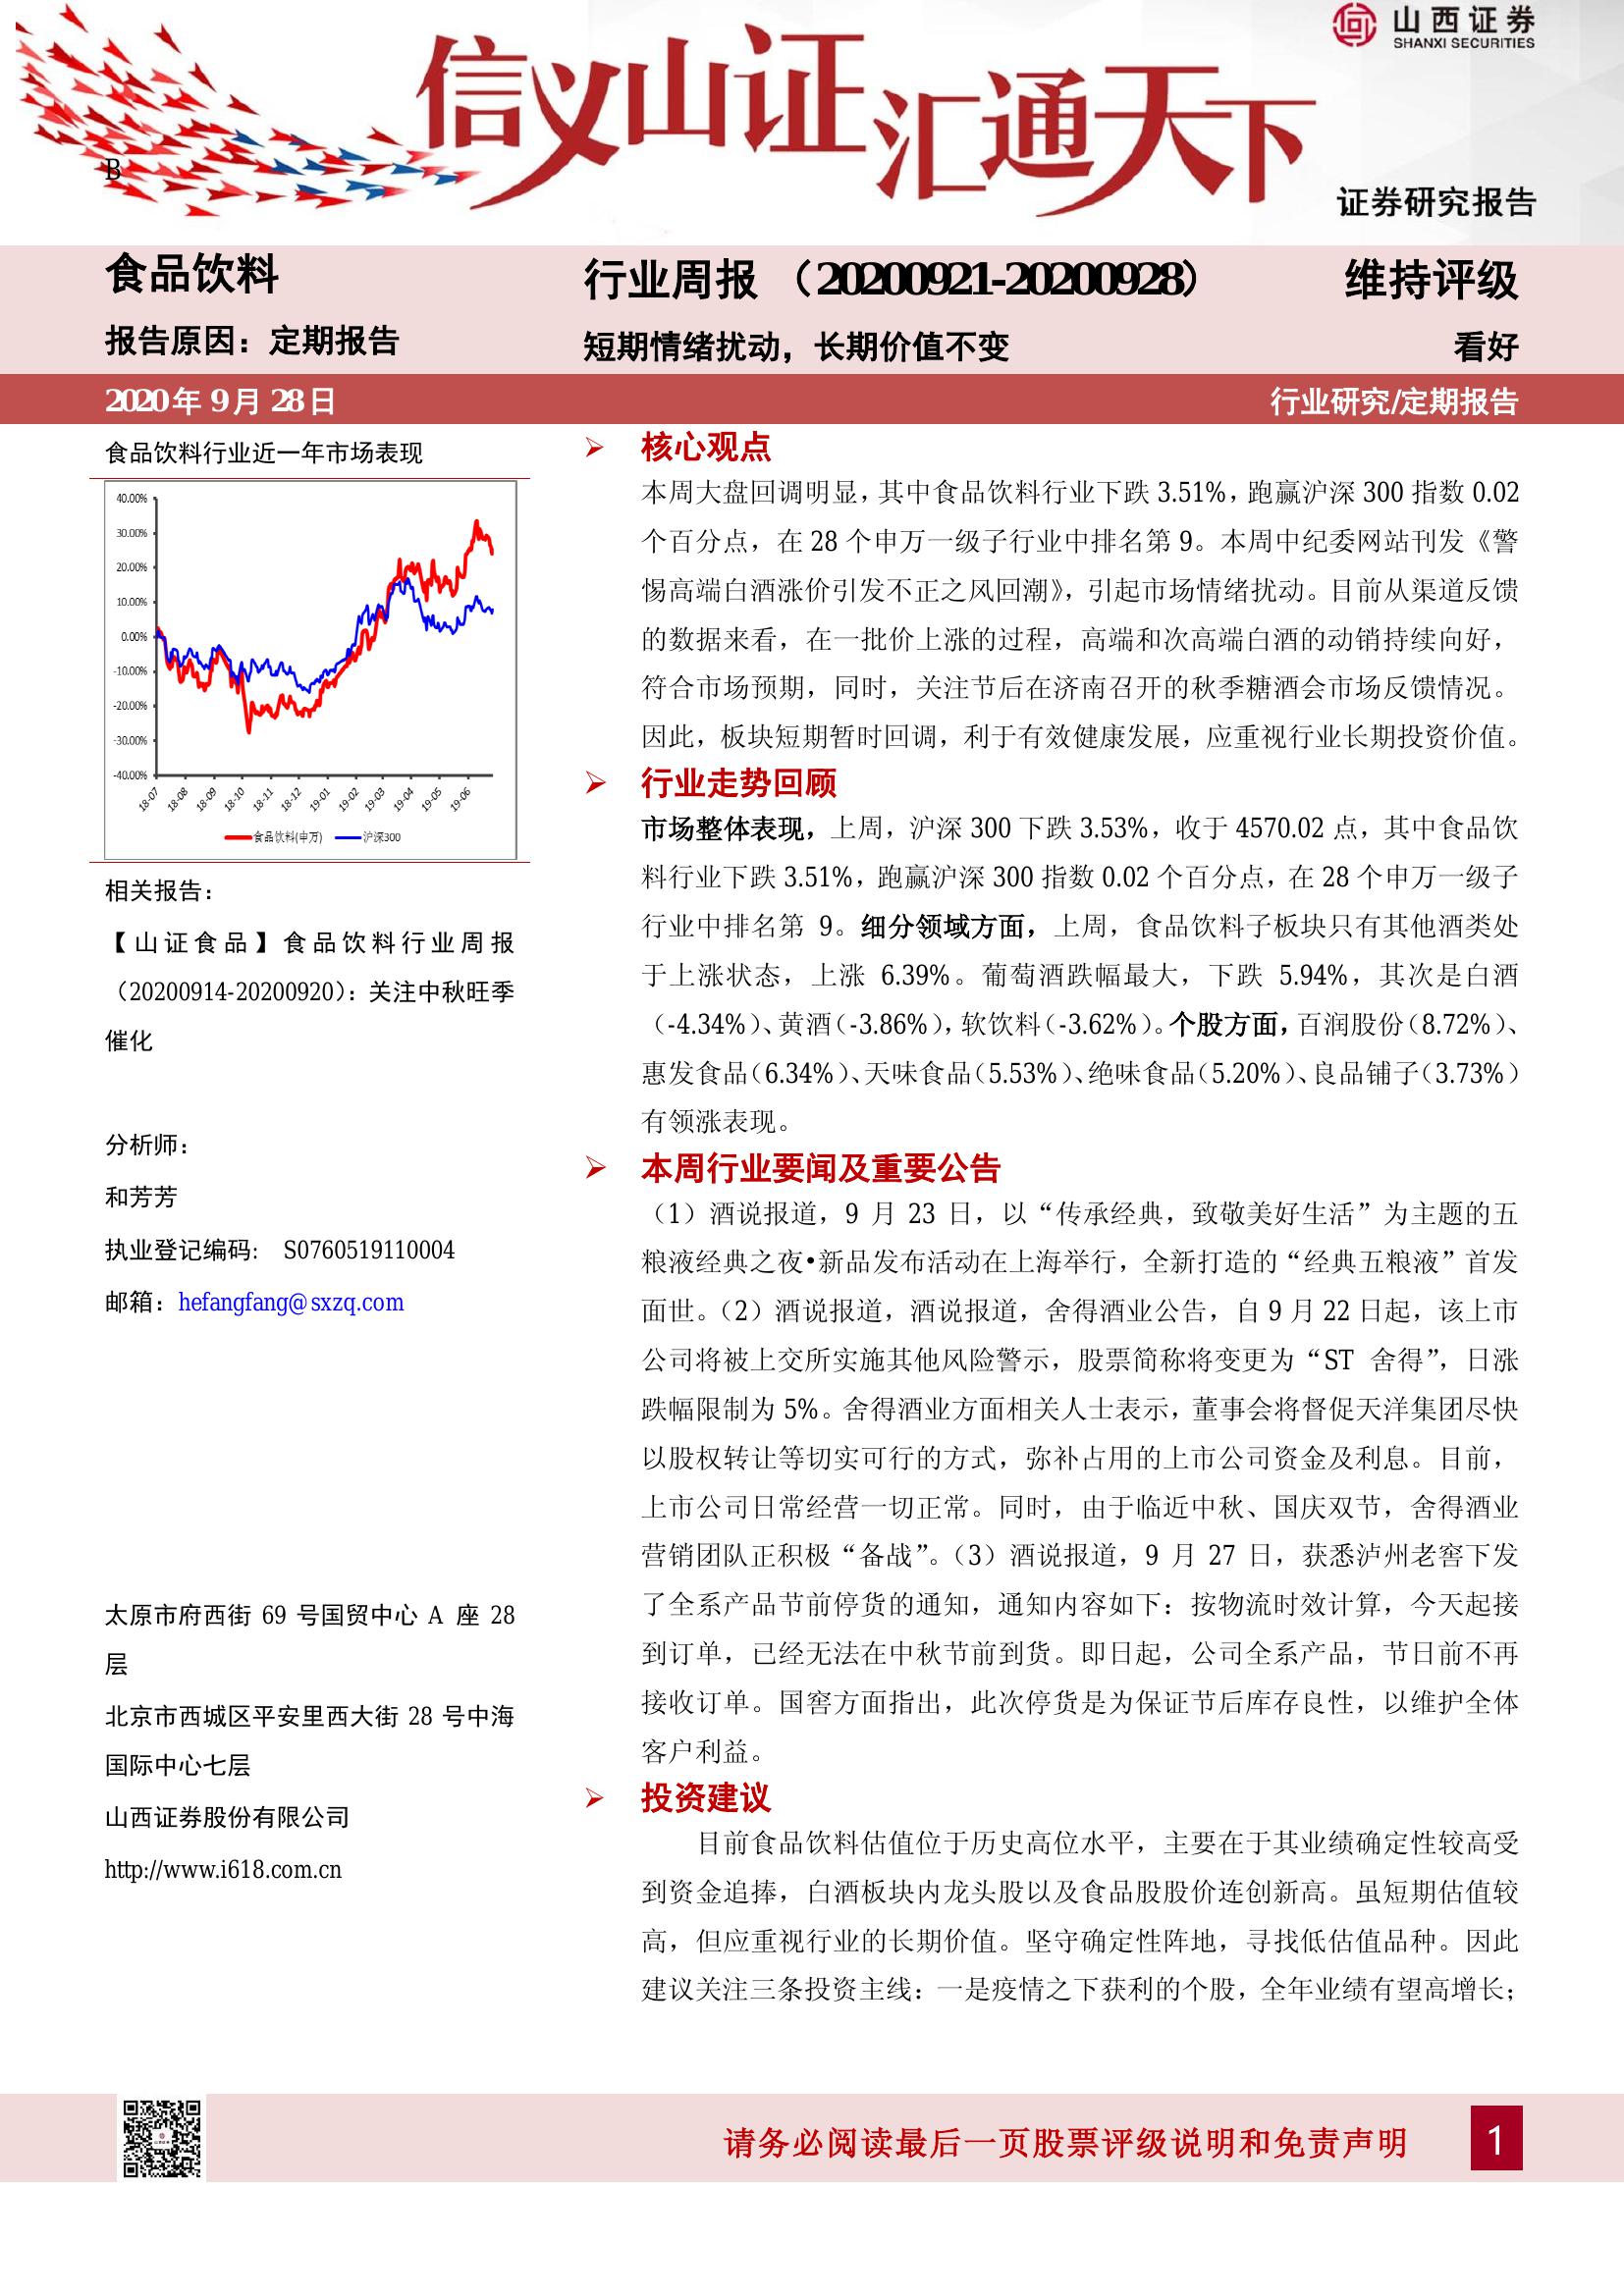 山西证券
SHANXI SECURITIES
信义山证汇通天下
B
证券研究报告
食品饮料
报告原因：定期报告
行业周报（20200921-20200928）
维持评级
短期情绪扰动，长期价值不变
看好
2020年9月28日
行业研究/定期报告
食品饮料行业近一年市场表现
40.00%
30.00%
20.00%
10.00%
0.00%
-10.00%
-20.00%
-30.00%
-40.00%
18-07 18-08 18-09 18-10 18-11 18-12 19-01 19-02 19-03 19-04 19-05 19-06
食品饮料(申万) 沪深300
相关报告：
【山证食品】食品饮料行业周报
（20200914-20200920）：关注中秋旺季
催化
分析师：
和芳芳
执业登记编码： S0760519110004
邮箱：hefangfang@sxzq.com
太原市府西街 69 号国贸中心 A 座 28
层
北京市西城区平安里西大街 28 号中海
国际中心七层
山西证券股份有限公司
http://www.i618.com.cn
核心观点
本周大盘回调明显，其中食品饮料行业下跌 3.51%，跑赢沪深 300 指数 0.02
个百分点，在 28 个申万一级子行业中排名第 9。本周中纪委网站刊发《警
惕高端白酒涨价引发不正之风回潮》，引起市场情绪扰动。目前从渠道反馈
的数据来看，在一批价上涨的过程，高端和次高端白酒的动销持续向好，
符合市场预期，同时，关注节后在济南召开的秋季糖酒会市场反馈情况。
因此，板块短期暂时回调，利于有效健康发展，应重视行业长期投资价值。
行业走势回顾
市场整体表现，上周，沪深 300 下跌 3.53%，收于 4570.02 点，其中食品饮
料行业下跌 3.51%，跑赢沪深 300 指数 0.02 个百分点，在 28 个申万一级子
行业中排名第 9。细分领域方面，上周，食品饮料子板块只有其他酒类处
于上涨状态，上涨 6.39%。葡萄酒跌幅最大，下跌 5.94%，其次是白酒
（-4.34%）、黄酒（-3.86%），软饮料（-3.62%）。个股方面，百润股份（8.72%）、
惠发食品（6.34%）、天味食品（5.53%）、绝味食品（5.20%）、良品铺子（3.73%）
有领涨表现。
本周行业要闻及重要公告
（1）酒说报道，9 月 23 日，以“传承经典，致敬美好生活”为主题的五
粮液经典之夜•新品发布活动在上海举行，全新打造的“经典五粮液”首发
面世。（2）酒说报道，酒说报道，舍得酒业公告，自 9 月 22 日起，该上市
公司将被上交所实施其他风险警示，股票简称将变更为“ST 舍得”，日涨
跌幅限制为 5%。舍得酒业方面相关人士表示，董事会将督促天洋集团尽快
以股权转让等切实可行的方式，弥补占用的上市公司资金及利息。目前，
上市公司日常经营一切正常。同时，由于临近中秋、国庆双节，舍得酒业
营销团队正积极“备战”。（3）酒说报道，9 月 27 日，获悉泸州老窖下发
了全系产品节前停货的通知，通知内容如下：按物流时效计算，今天起接
到订单，已经无法在中秋节前到货。即日起，公司全系产品，节日前不再
接收订单。国窖方面指出，此次停货是为保证节后库存良性，以维护全体
客户利益。
投资建议
目前食品饮料估值位于历史高位水平，主要在于其业绩确定性较高受
到资金追捧，白酒板块内龙头股以及食品股股价连创新高。虽短期估值较
高，但应重视行业的长期价值。坚守确定性阵地，寻找低估值品种。因此
建议关注三条投资主线：一是疫情之下获利的个股，全年业绩有望高增长；
请务必阅读最后一页股票评级说明和免责声明
1